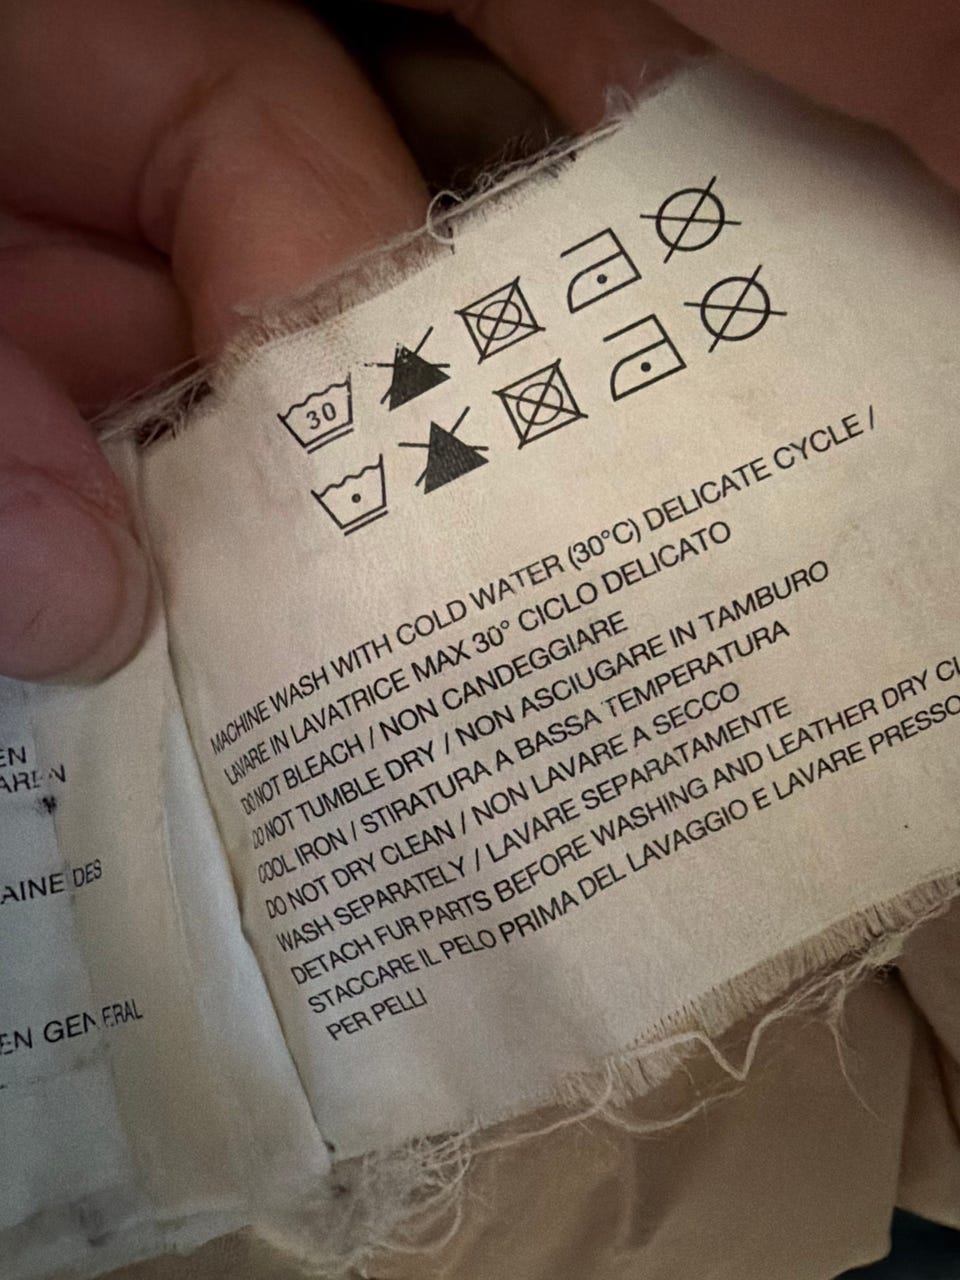 30
MACHINE WASH WITH COLD WATER (30°C) DELICATE CYCLE /
LAVARE IN LAVATRICE MAX 30° CICLO DELICATO
DO NOT BLEACH / NON CANDEGGIARE
DO NOT TUMBLE DRY / NON ASCIUGARE IN TAMBURO
COOL IRON / STIRATURA A BASSA TEMPERATURA
DO NOT DRY CLEAN / NON LAVARE A SECCO
WASH SEPARATELY / LAVARE SEPARATAMENTE
DETACH FUR PARTS BEFORE WASHING AND LEATHER DRY
STACCARE IL PELO PRIMA DEL LAVAGGIO E LAVARE PRESSO
PER PELLI
EN
DES
EN GENERAL